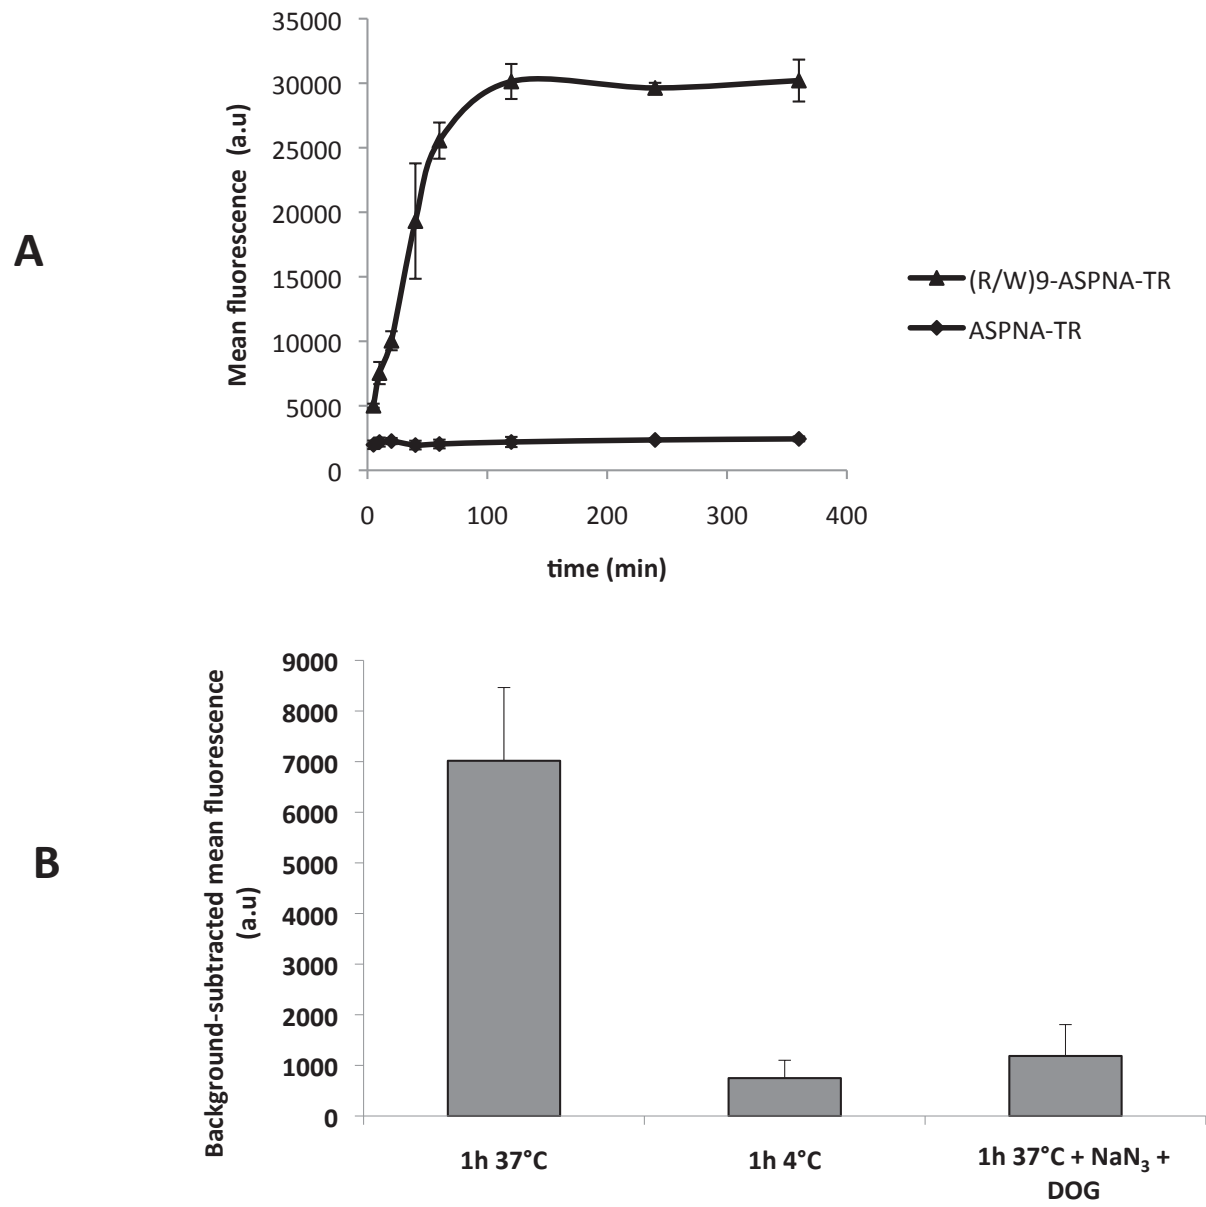 A
Mean fluorescence (a.u)
35000
30000
25000
20000
15000
10000
5000
0
0 100 200 300 400
time (min)
(R/W)9-ASPNA-TR
ASPNA-TR
B
Background-subtracted mean fluorescence
(a.u)
9000
8000
7000
6000
5000
4000
3000
2000
1000
0
1h 37°C
1h 4°C
1h 37°C + NaN₃ +
DOG